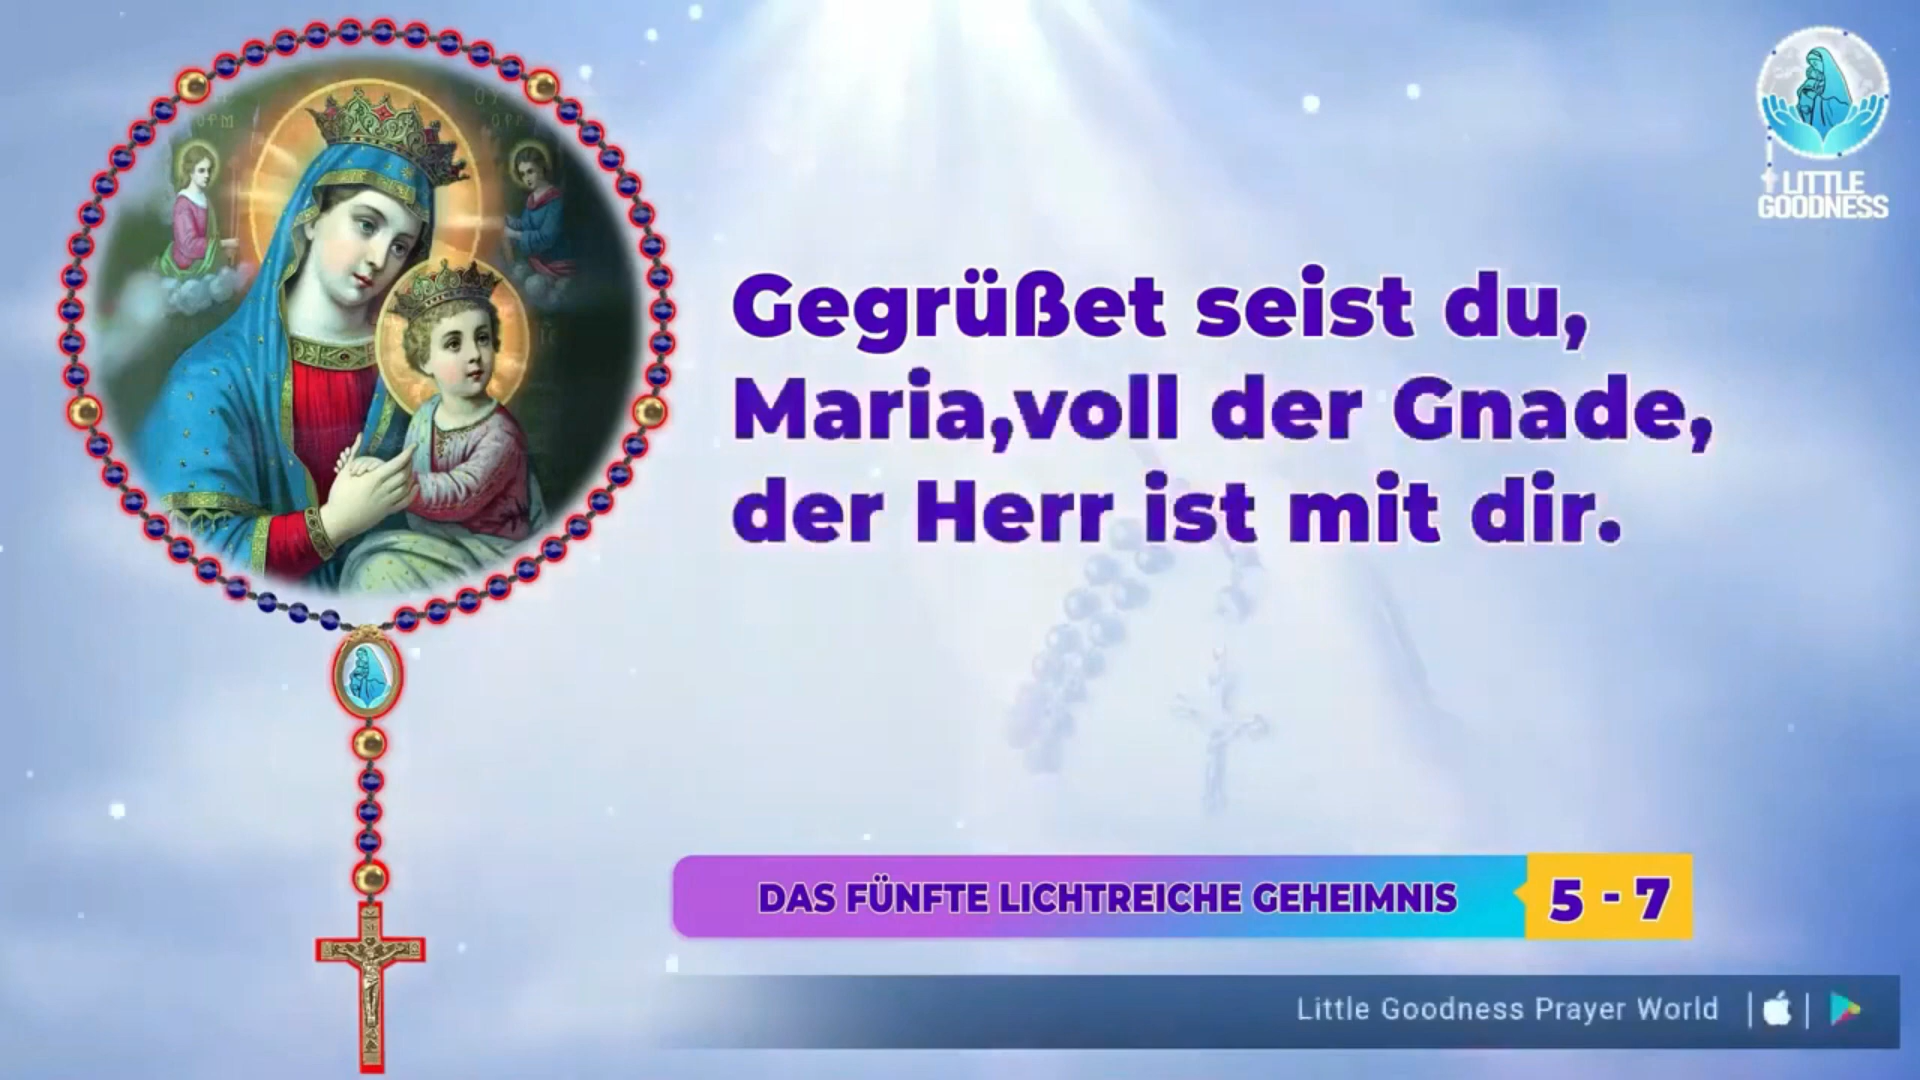 LITTLE
GOODNESS
Gegrüßet seist du,
Maria,voll der Gnade,
der Herr ist mit dir.
DAS FÜNFTE LICHTREICHE GEHEIMNIS
5 - 7
Little Goodness Prayer World